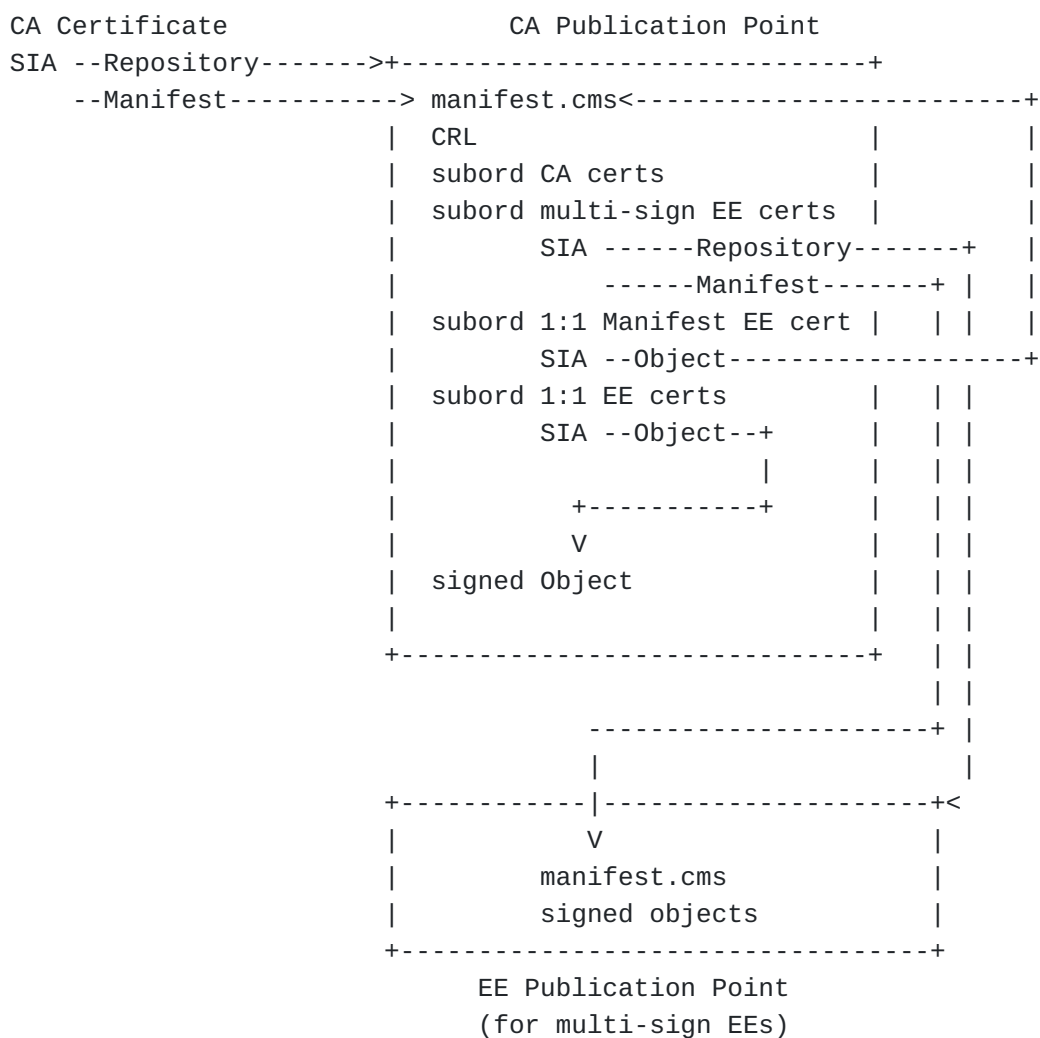 CA Certificate                  CA Publication Point
SIA --Repository------->+------------------------------+
    --Manifest-----------> manifest.cms<-------------------------+
                        |  CRL                         |         |
                        |  subord CA certs             |         |
                        |  subord multi-sign EE certs  |         |
                        |         SIA ------Repository-------+   |
                        |             ------Manifest-------+ |   |
                        |  subord 1:1 Manifest EE cert |   | |   |
                        |         SIA --Object-------------------+
                        |  subord 1:1 EE certs         |   | |
                        |         SIA --Object--+      |   | |
                        |                       |      |   | |
                        |           +-----------+      |   | |
                        |           V                  |   | |
                        |  signed Object               |   | |
                        |                              |   | |
                        +------------------------------+   | |
                                                           | |
                                     ----------------------+ |
                                     |                       |
                        +------------|---------------------+<
                        |            V                     |
                        |         manifest.cms             |
                        |         signed objects           |
                        +----------------------------------+
                              EE Publication Point
                              (for multi-sign EEs)